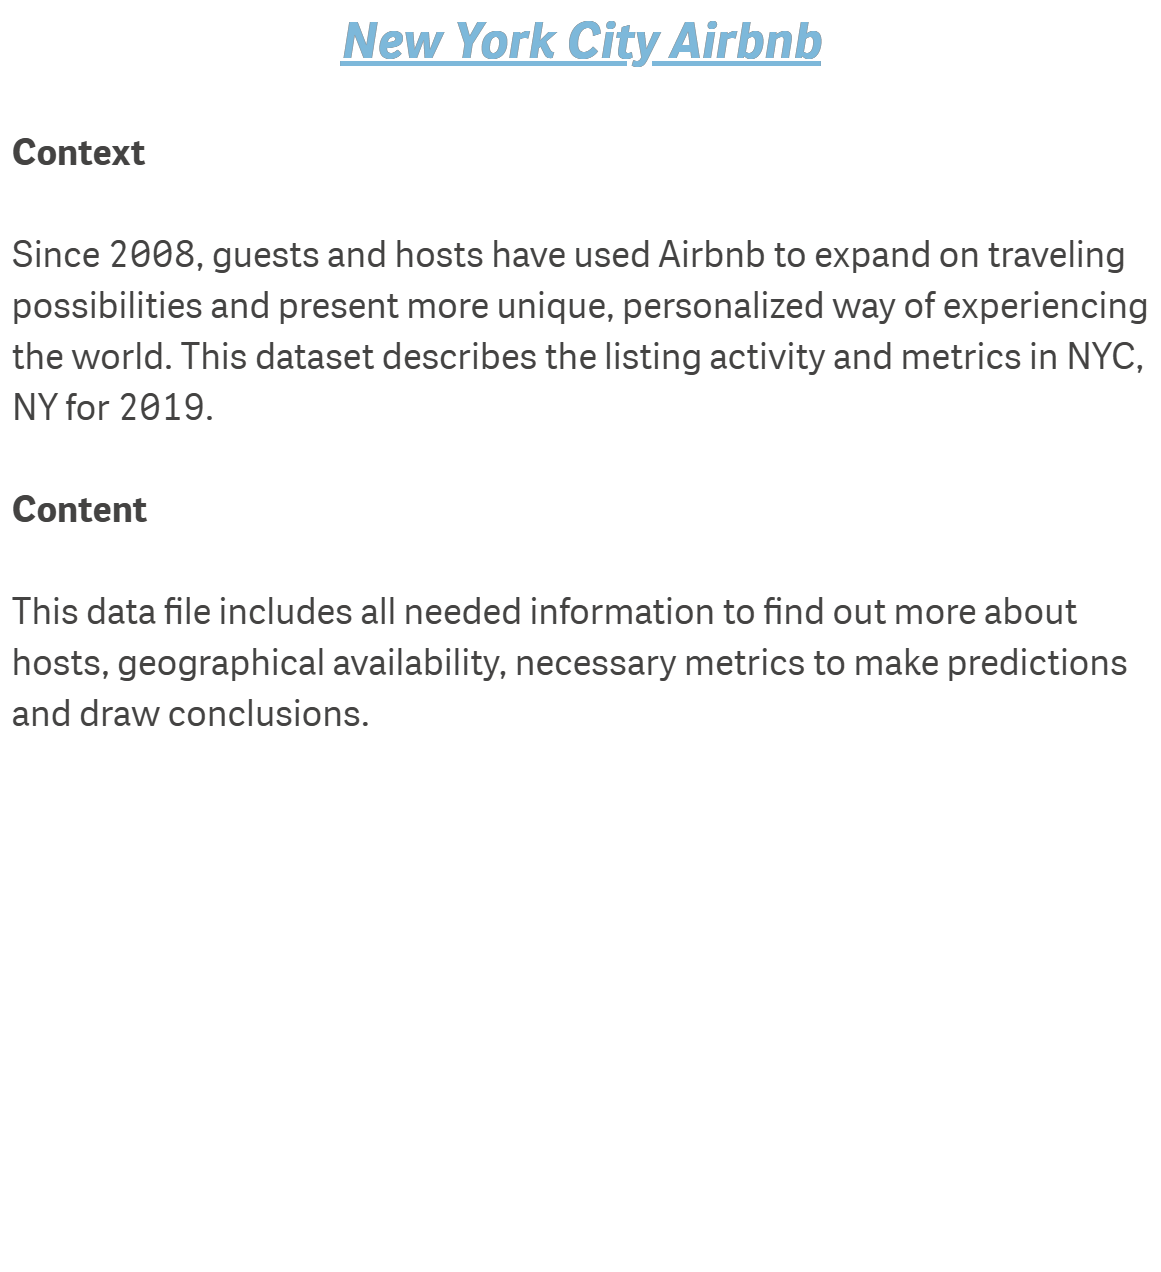 New York City Airbnb
Context
Since 2008, guests and hosts have used Airbnb to expand on traveling
possibilities and present more unique, personalized way of experiencing
the world. This dataset describes the listing activity and metrics in NYC,
NY for 2019.
Content
This data file includes all needed information to find out more about
hosts, geographical availability, necessary metrics to make predictions
and draw conclusions.